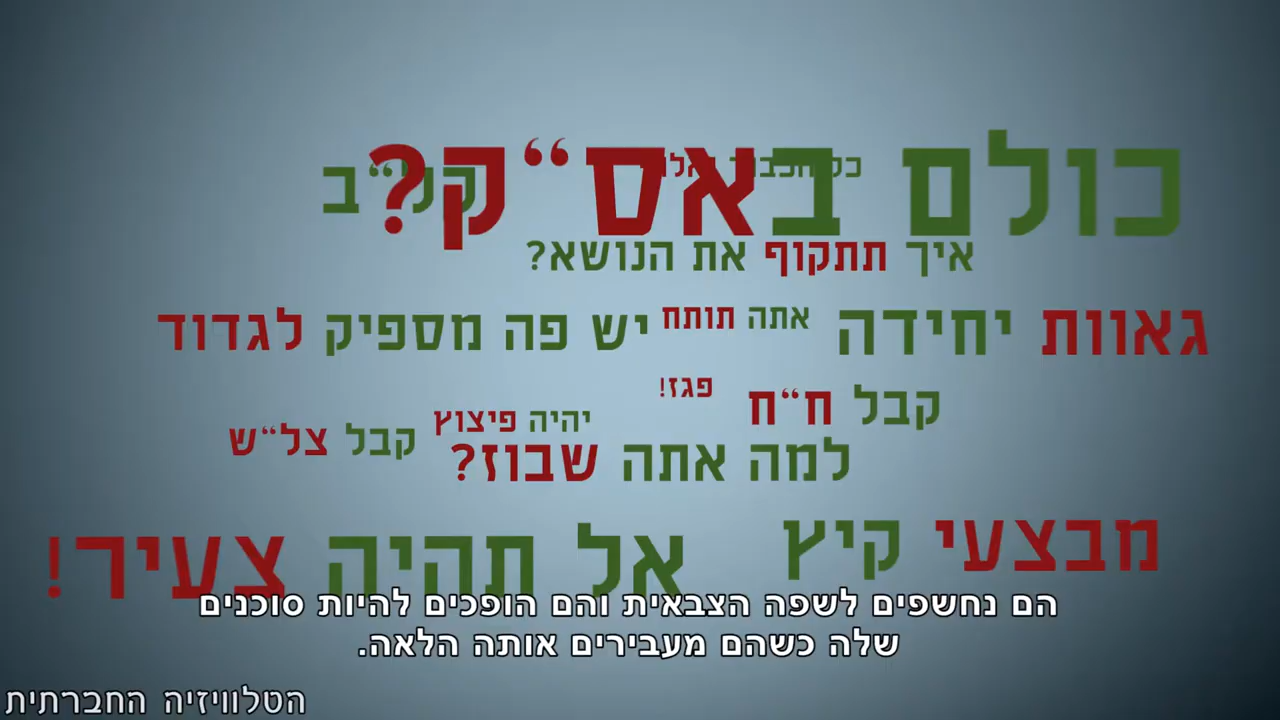 כולם באס״ק?
קל״ב
איך תתקוף את הנושא?
גאוות יחידה
אתה תותח
יש פה מספיק לגדוד
פגז!
קבל ח״ח
יהיה פיצוץ
קבל צל״ש
למה אתה שבוז?
מבצעי קיץ
אל תהיה צעיר!
הם נחשפים לשפה הצבאית והם הופכים להיות סוכנים
שלה כשהם מעבירים אותה הלאה.
הטלוויזיה החברתית